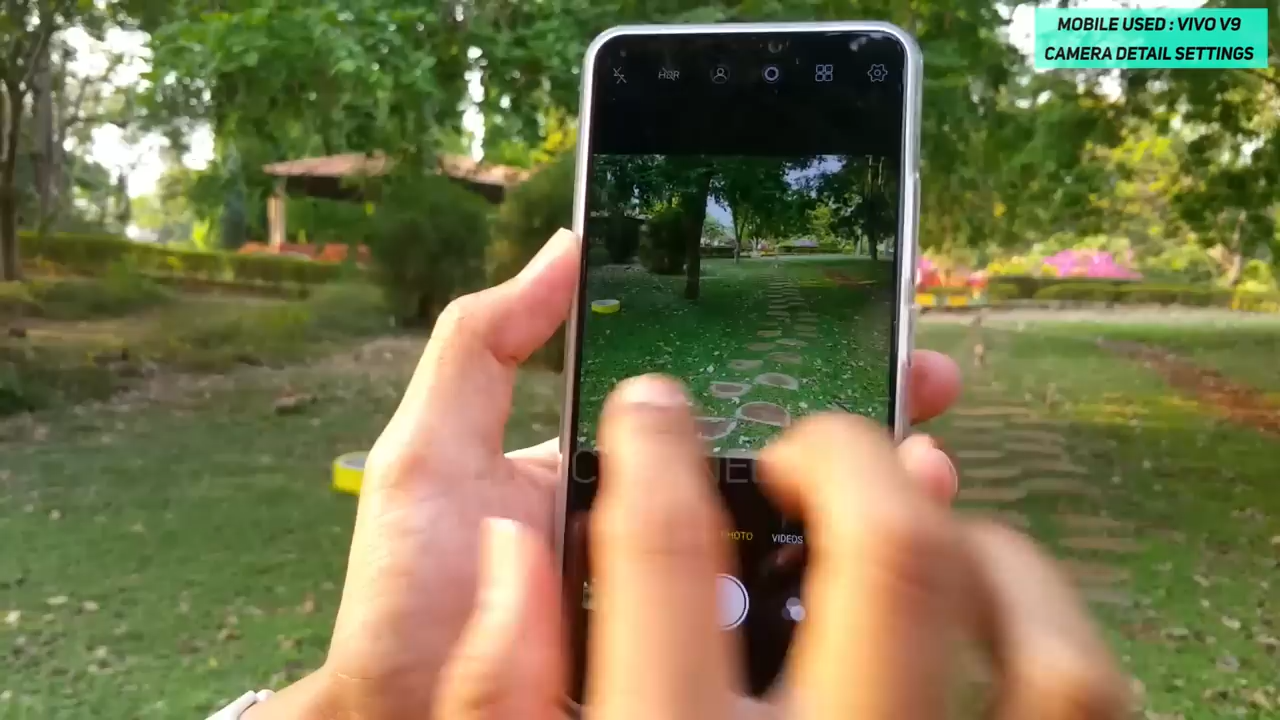 MOBILE USED : VIVO V9
CAMERA DETAIL SETTINGS
HDR
PHOTO
VIDEOS